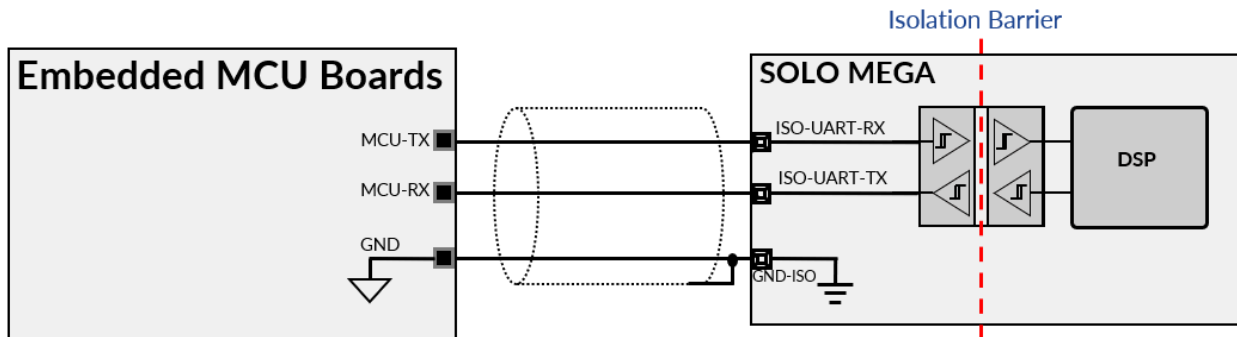 Isolation Barrier
Embedded MCU Boards
SOLO MEGA
MCU-TX
ISO-UART-RX
DSP
MCU-RX
ISO-UART-TX
GND
GND-ISO